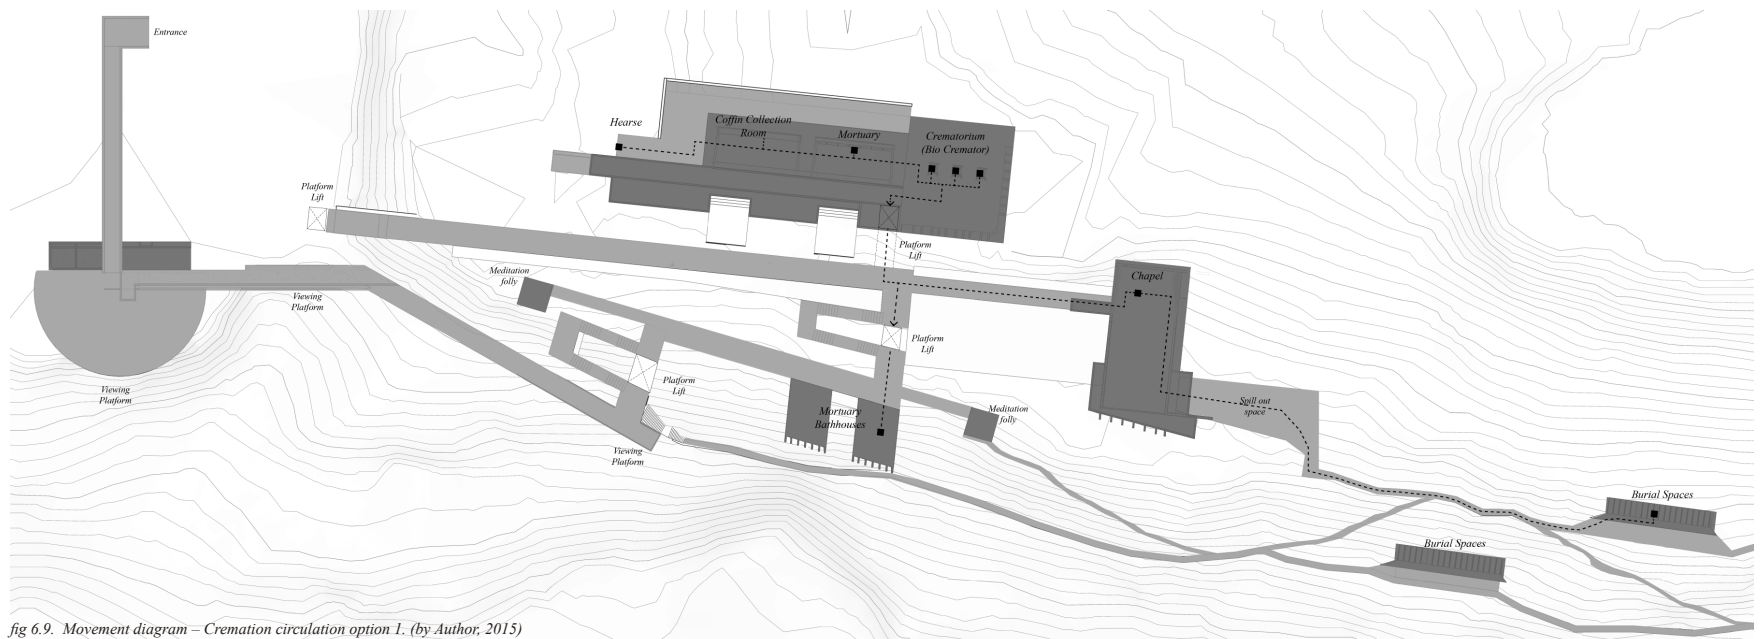 Entrance
Hearse
Coffin Collection
Room
Mortuary
Crematorium
(Bio Cremator)
Platform
Lift
Platform
Lift
Meditation
folly
Chapel
Viewing
Platform
Platform
Lift
Platform
Lift
Viewing
Platform
Spill out
space
Mortuary
Bathhouses
Meditation
folly
Viewing
Platform
Burial Spaces
Burial Spaces
fig 6.9. Movement diagram – Cremation circulation option 1. (by Author, 2015)